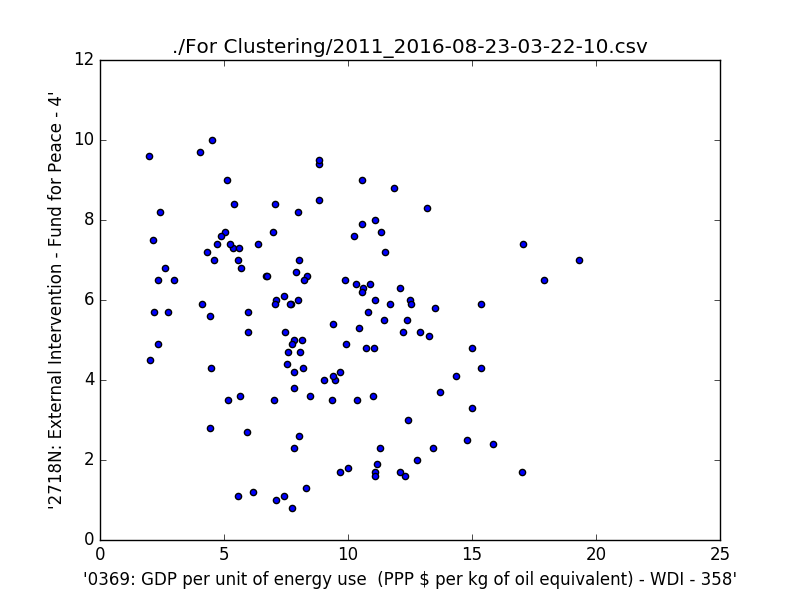 ./For Clustering/2011_2016-08-23-03-22-10.csv
12
10
8
6
4
2
0
'2718N: External Intervention - Fund for Peace - 4'
0 5 10 15 20 25
'0369: GDP per unit of energy use  (PPP $ per kg of oil equivalent) - WDI - 358'